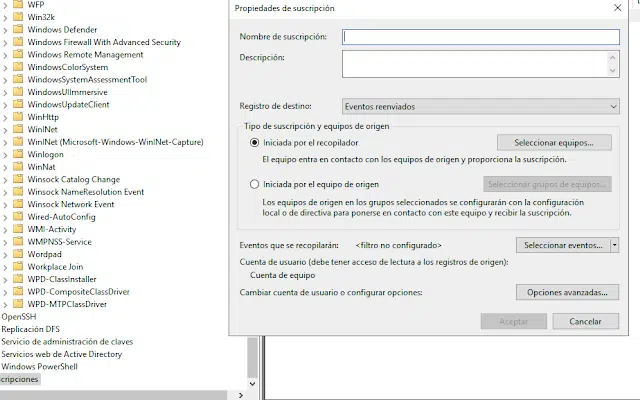 WFP
Win32k
Windows Defender
Windows Firewall With Advanced Security
Windows Remote Management
WindowsColorSystem
WindowsSystemAssessmentTool
WindowsUIImmersive
WindowsUpdateClient
WinHttp
WinINet
WinINet (Microsoft-Windows-WinINet-Capture)
Winlogon
WinNat
Winsock Catalog Change
Winsock NameResolution Event
Winsock Network Event
Wired-AutoConfig
WMI-Activity
WMPNSS-Service
Wordpad
Workplace Join
WPD-ClassInstaller
WPD-CompositeClassDriver
WPD-MTPClassDriver
OpenSSH
Replicación DFS
Servicio de administración de claves
Servicios web de Active Directory
Windows PowerShell
cripciones
Propiedades de suscripción
Nombre de suscripción:
Descripción:
Registro de destino: Eventos reenviados
Tipo de suscripción y equipos de origen
Iniciada por el recopilador Seleccionar equipos...
El equipo entra en contacto con los equipos de origen y proporciona la suscripción.
Iniciada por el equipo de origen Seleccionar grupos de equipos...
Los equipos de origen en los grupos seleccionados se configurarán con la configuración
local o de directiva para ponerse en contacto con este equipo y recibir la suscripción.
Eventos que se recopilarán: <filtro no configurado> Seleccionar eventos...
Cuenta de usuario (debe tener acceso de lectura a los registros de origen):
Cuenta de equipo
Cambiar cuenta de usuario o configurar opciones: Opciones avanzadas...
Aceptar Cancelar